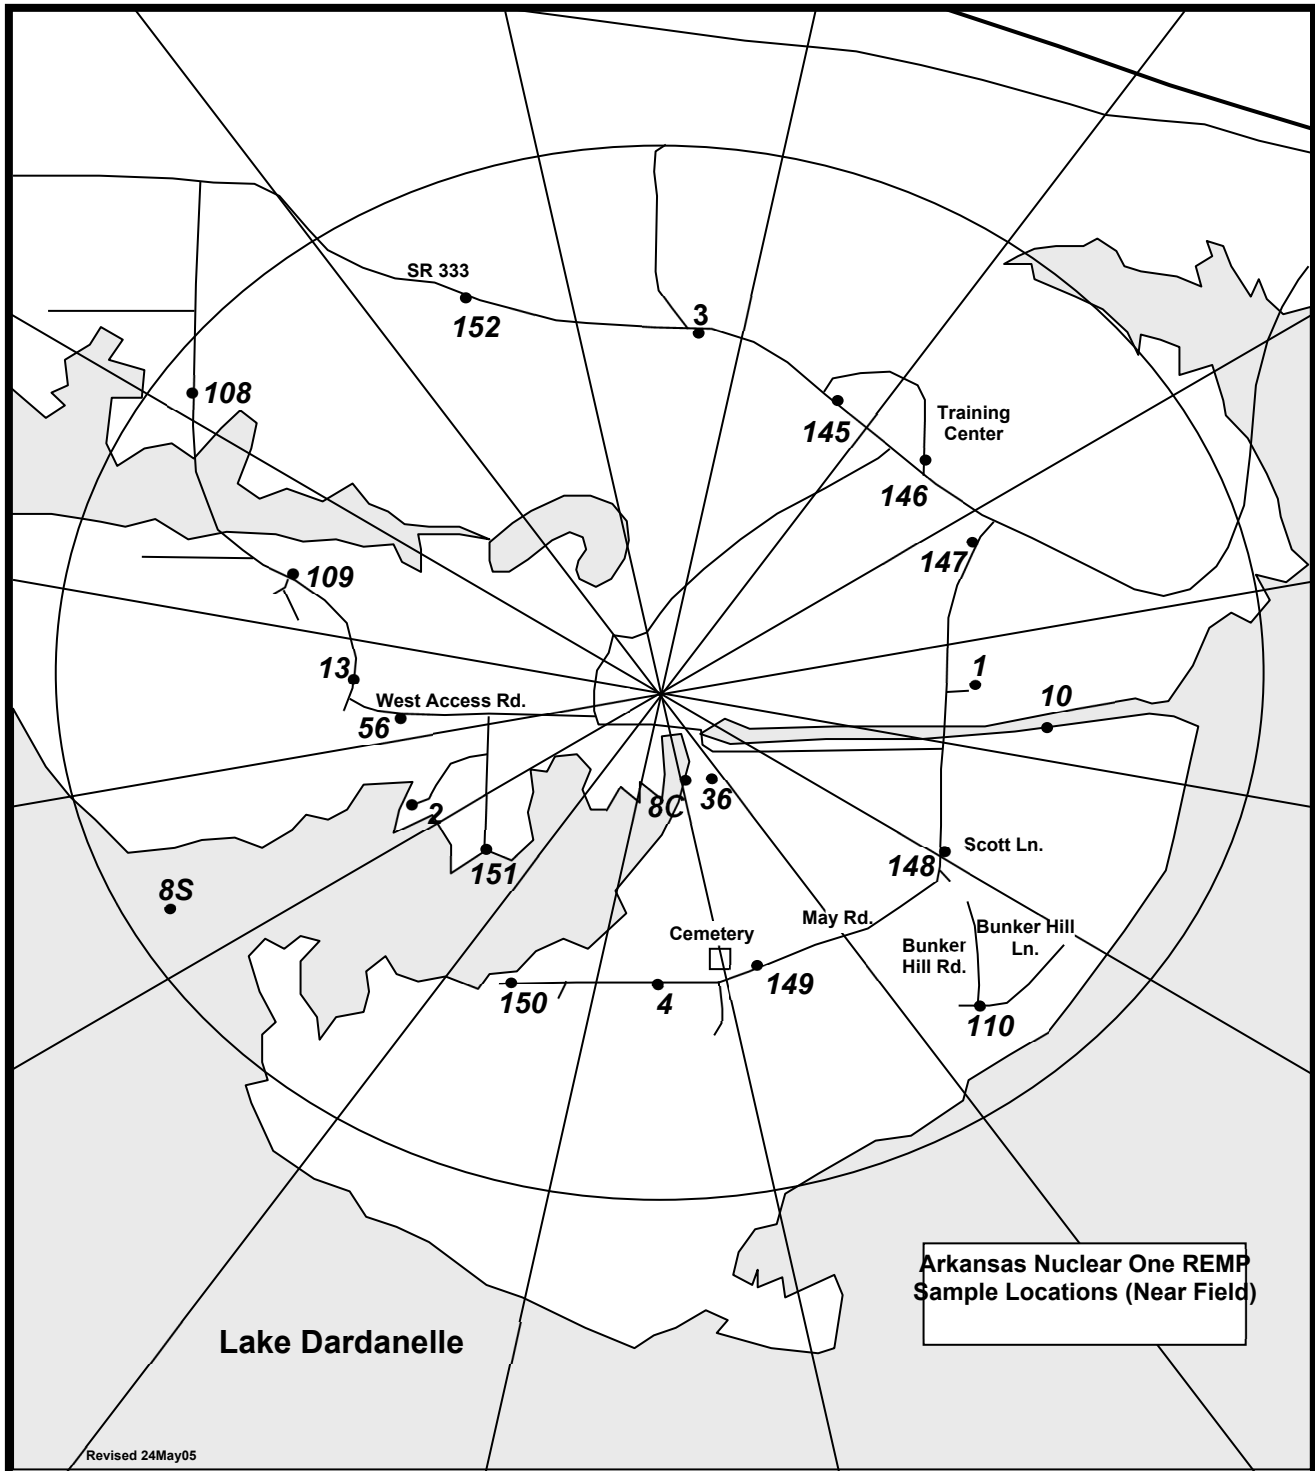 SR 333
152
3
108
145
Training
Center
146
147
109
13
West Access Rd.
56
1
10
2
8C
36
151
148
Scott Ln.
8S
May Rd.
Cemetery
Bunker
Hill Rd.
Bunker Hill
Ln.
150
4
149
110
Arkansas Nuclear One REMP
Sample Locations (Near Field)
Lake Dardanelle
Revised 24May05